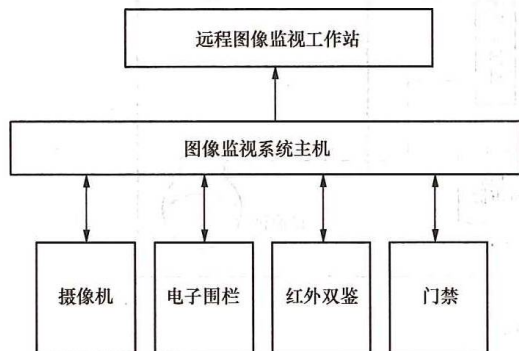 远程图像监视工作站
图像监视系统主机
摄像机
电子围栏
红外双鉴
门禁